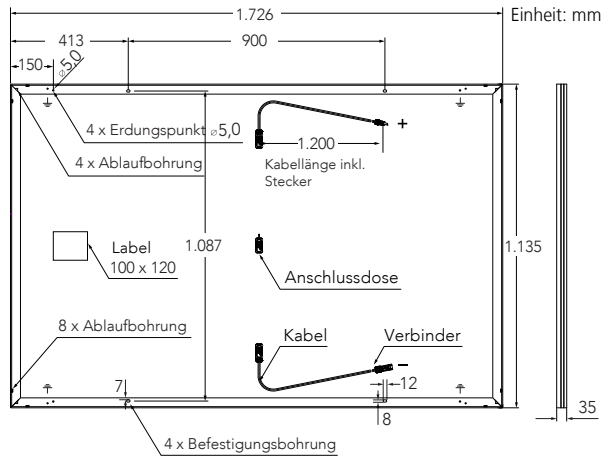 1.726
Einheit: mm
413
900
150
⌀5,0
4 x Erdungspunkt ⌀5,0
+
1.200
4 x Ablaufbohrung
Kabellänge inkl.
Stecker
Label
100 x 120
1.087
1.135
Anschlussdose
8 x Ablaufbohrung
Kabel
Verbinder
–
7
12
8
35
4 x Befestigungsbohrung